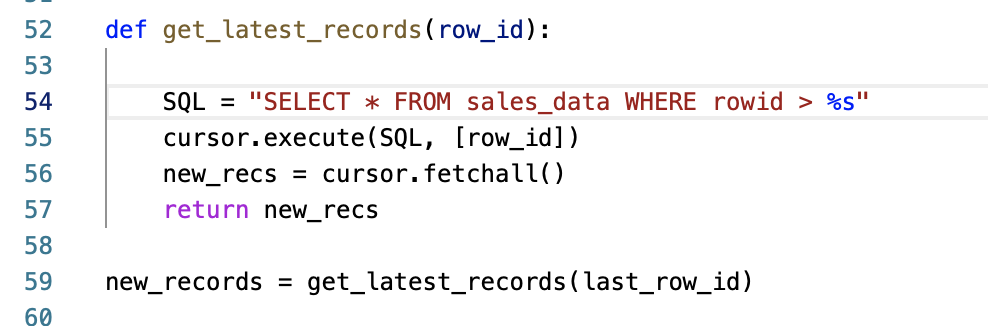 52 def get_latest_records(row_id):
53
54 SQL = "SELECT * FROM sales_data WHERE rowid > %s"
55 cursor.execute(SQL, [row_id])
56 new_recs = cursor.fetchall()
57 return new_recs
58
59 new_records = get_latest_records(last_row_id)
60